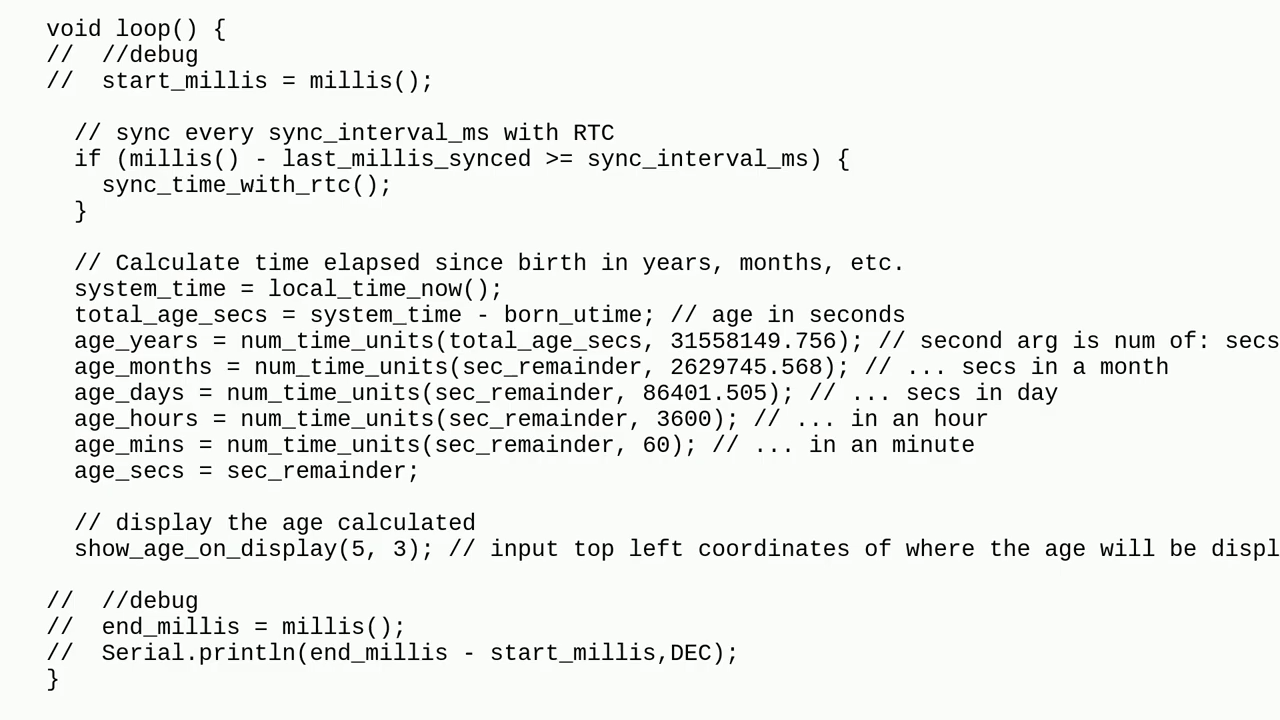 void loop() {
//  //debug
//  start_millis = millis();
// sync every sync_interval_ms with RTC
if (millis() - last_millis_synced >= sync_interval_ms) {
sync_time_with_rtc();
}
// Calculate time elapsed since birth in years, months, etc.
system_time = local_time_now();
total_age_secs = system_time - born_utime; // age in seconds
age_years = num_time_units(total_age_secs, 31558149.756); // second arg is num of: secs
age_months = num_time_units(sec_remainder, 2629745.568); // ... secs in a month
age_days = num_time_units(sec_remainder, 86401.505); // ... secs in day
age_hours = num_time_units(sec_remainder, 3600); // ... in an hour
age_mins = num_time_units(sec_remainder, 60); // ... in an minute
age_secs = sec_remainder;
// display the age calculated
show_age_on_display(5, 3); // input top left coordinates of where the age will be displ
//  //debug
//  end_millis = millis();
//  Serial.println(end_millis - start_millis,DEC);
}